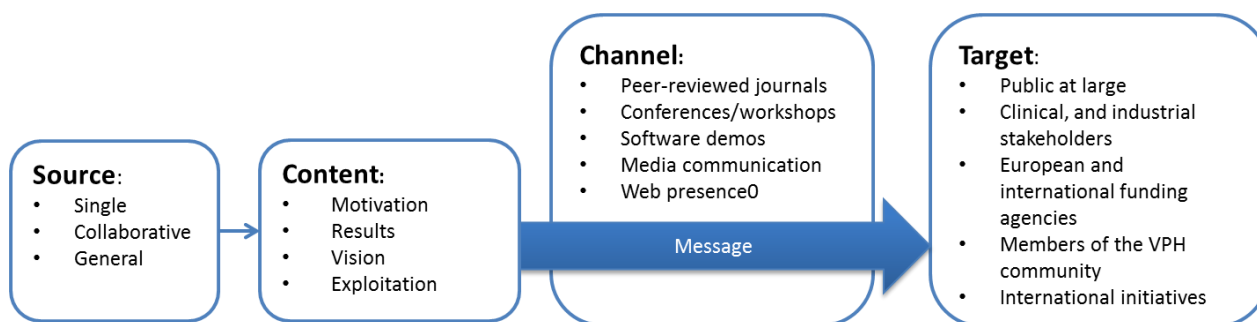 Source:
• Single
• Collaborative
• General
Content:
• Motivation
• Results
• Vision
• Exploitation
Channel:
• Peer-reviewed journals
• Conferences/workshops
• Software demos
• Media communication
• Web presence0
Message
Target:
• Public at large
• Clinical, and industrial
stakeholders
• European and
international funding
agencies
• Members of the VPH
community
• International initiatives